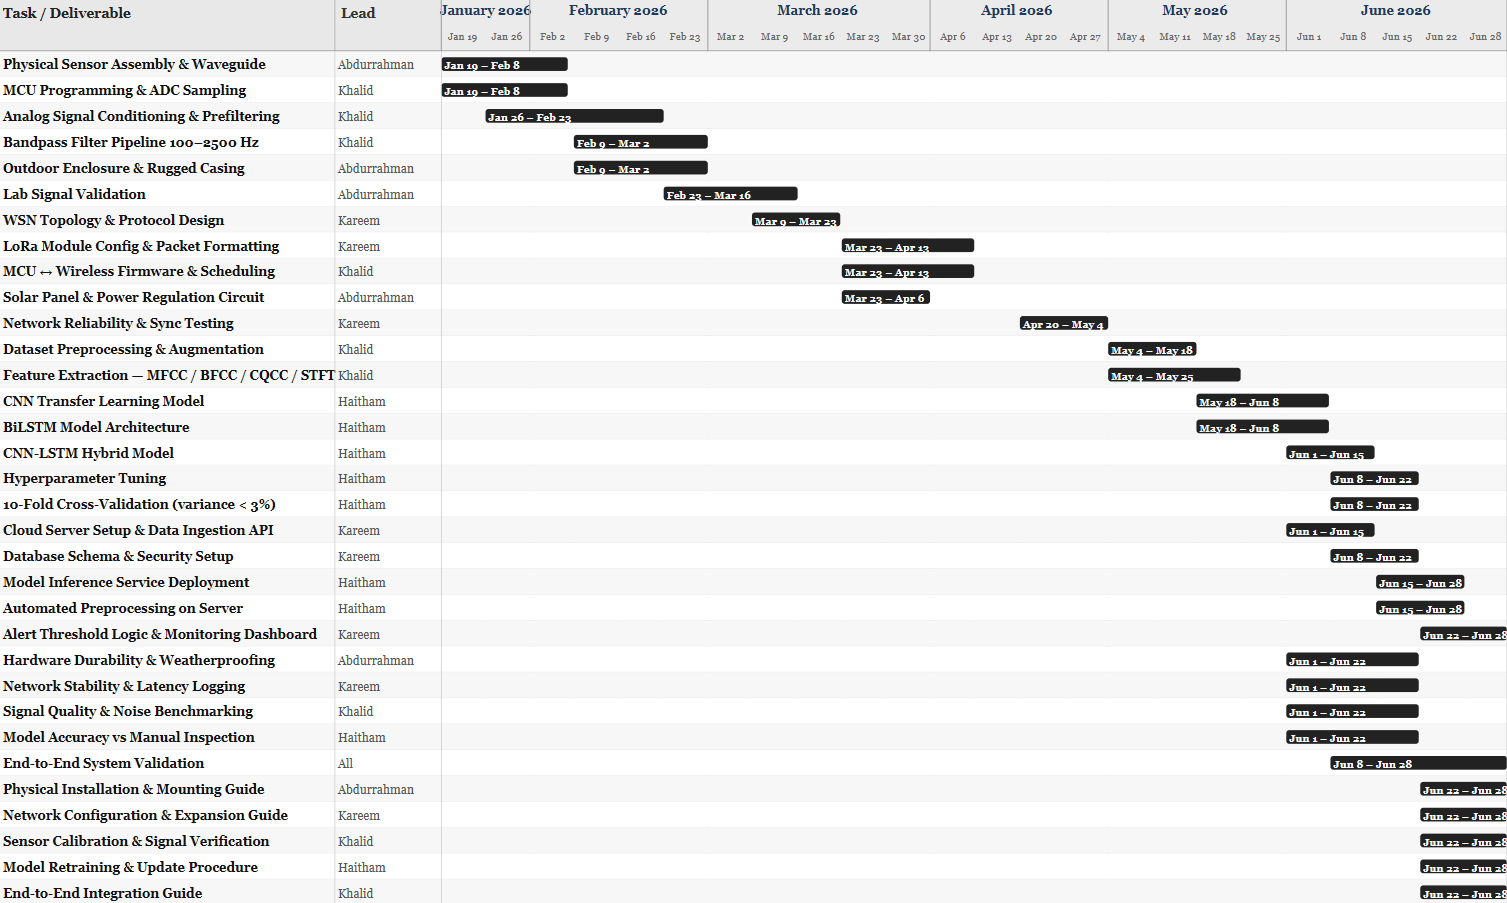 Task / Deliverable Lead January 2026 February 2026 March 2026 April 2026 May 2026 June 2026
Jan 19 Jan 26 Feb 2 Feb 9 Feb 16 Feb 23 Mar 2 Mar 9 Mar 16 Mar 23 Mar 30 Apr 6 Apr 13 Apr 20 Apr 27 May 4 May 11 May 18 May 25 Jun 1 Jun 8 Jun 15 Jun 22 Jun 28
Physical Sensor Assembly & Waveguide Abdurrahman Jan 19 – Feb 8
MCU Programming & ADC Sampling Khalid Jan 19 – Feb 8
Analog Signal Conditioning & Prefiltering Khalid Jan 26 – Feb 23
Bandpass Filter Pipeline 100–2500 Hz Khalid Feb 9 – Mar 2
Outdoor Enclosure & Rugged Casing Abdurrahman Feb 9 – Mar 2
Lab Signal Validation Abdurrahman Feb 23 – Mar 16
WSN Topology & Protocol Design Kareem Mar 9 – Mar 23
LoRa Module Config & Packet Formatting Kareem Mar 23 – Apr 13
MCU ↔ Wireless Firmware & Scheduling Khalid Mar 23 – Apr 13
Solar Panel & Power Regulation Circuit Abdurrahman Mar 23 – Apr 6
Network Reliability & Sync Testing Kareem Apr 20 – May 4
Dataset Preprocessing & Augmentation Khalid May 4 – May 18
Feature Extraction — MFCC / BFCC / CQCC / STFT Khalid May 4 – May 25
CNN Transfer Learning Model Haitham May 18 – Jun 8
BiLSTM Model Architecture Haitham May 18 – Jun 8
CNN-LSTM Hybrid Model Haitham Jun 1 – Jun 15
Hyperparameter Tuning Haitham Jun 8 – Jun 22
10-Fold Cross-Validation (variance < 3%) Haitham Jun 8 – Jun 22
Cloud Server Setup & Data Ingestion API Kareem Jun 1 – Jun 15
Database Schema & Security Setup Kareem Jun 8 – Jun 22
Model Inference Service Deployment Haitham Jun 15 – Jun 28
Automated Preprocessing on Server Haitham Jun 15 – Jun 28
Alert Threshold Logic & Monitoring Dashboard Kareem Jun 22 – Jun 28
Hardware Durability & Weatherproofing Abdurrahman Jun 1 – Jun 22
Network Stability & Latency Logging Kareem Jun 1 – Jun 22
Signal Quality & Noise Benchmarking Khalid Jun 1 – Jun 22
Model Accuracy vs Manual Inspection Haitham Jun 1 – Jun 22
End-to-End System Validation All Jun 8 – Jun 28
Physical Installation & Mounting Guide Abdurrahman Jun 22 – Jun 28
Network Configuration & Expansion Guide Kareem Jun 22 – Jun 28
Sensor Calibration & Signal Verification Khalid Jun 22 – Jun 28
Model Retraining & Update Procedure Haitham Jun 22 – Jun 28
End-to-End Integration Guide Khalid Jun 22 – Jun 28